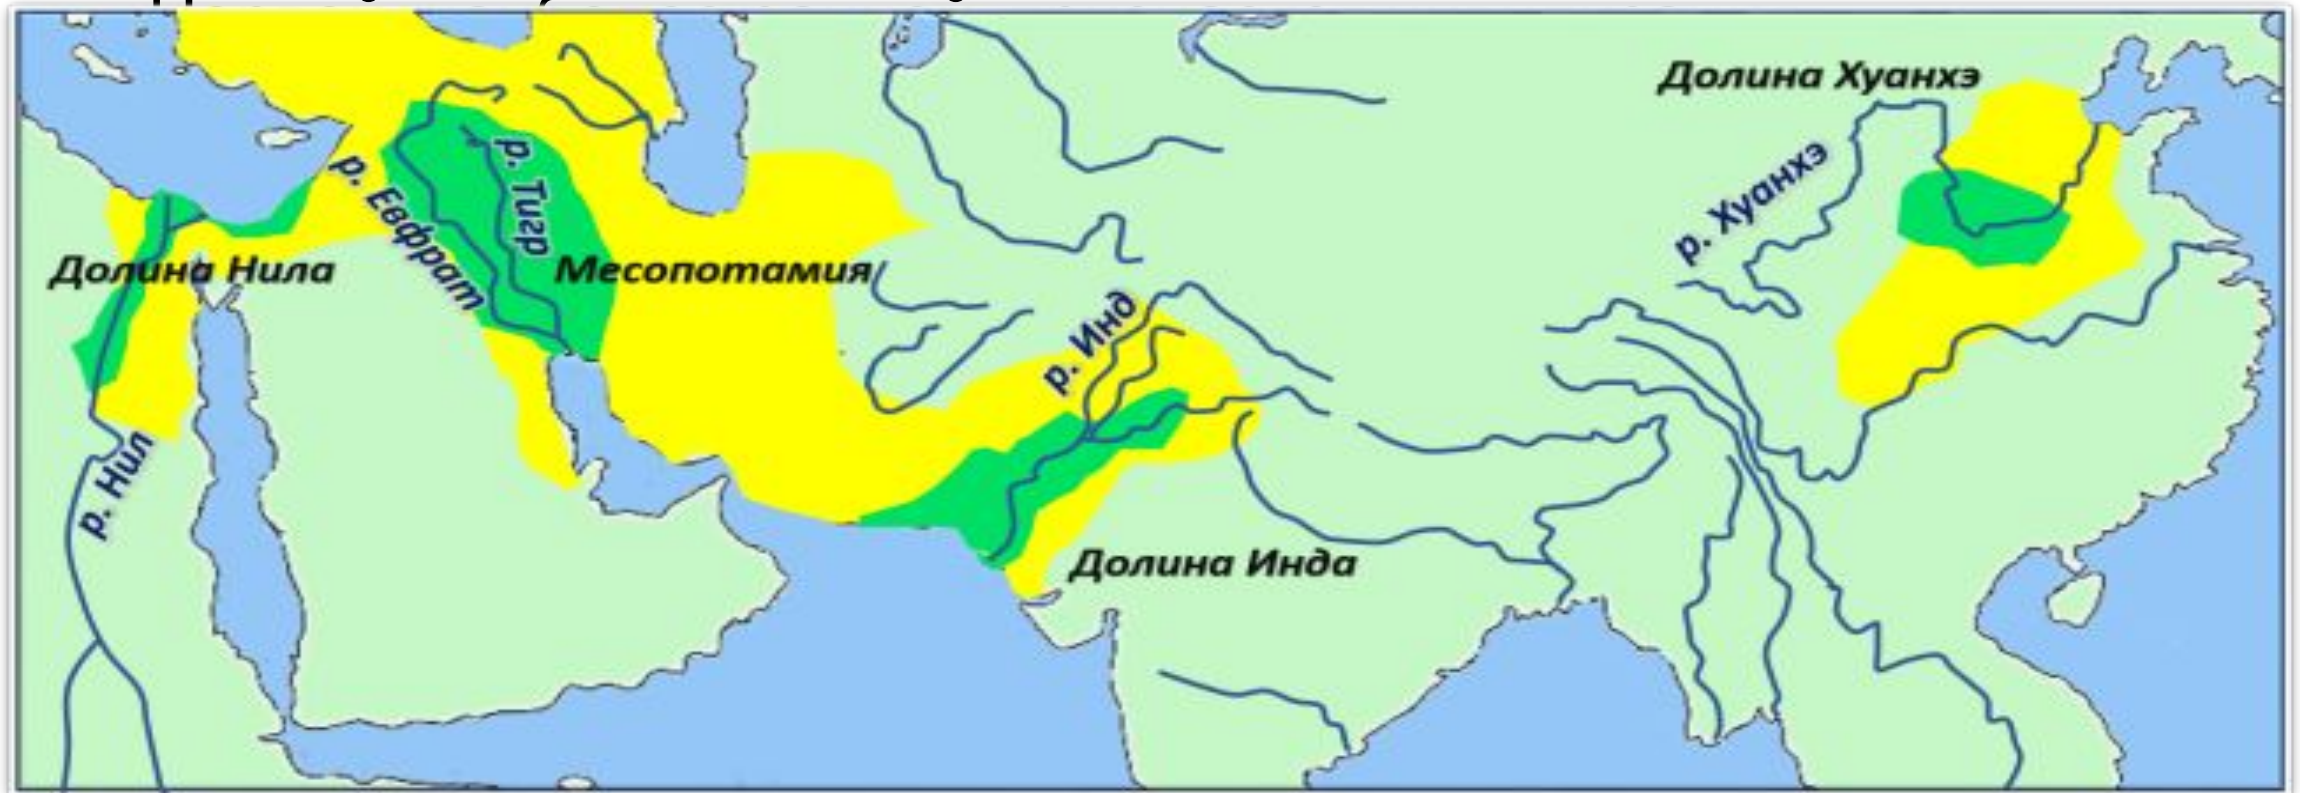 Долина Хуанхэ
р. Хуанхэ
р. Тигр
р. Евфрат
Долина Нила
Месопотамия
р. Инд
р. Нил
Долина Инда